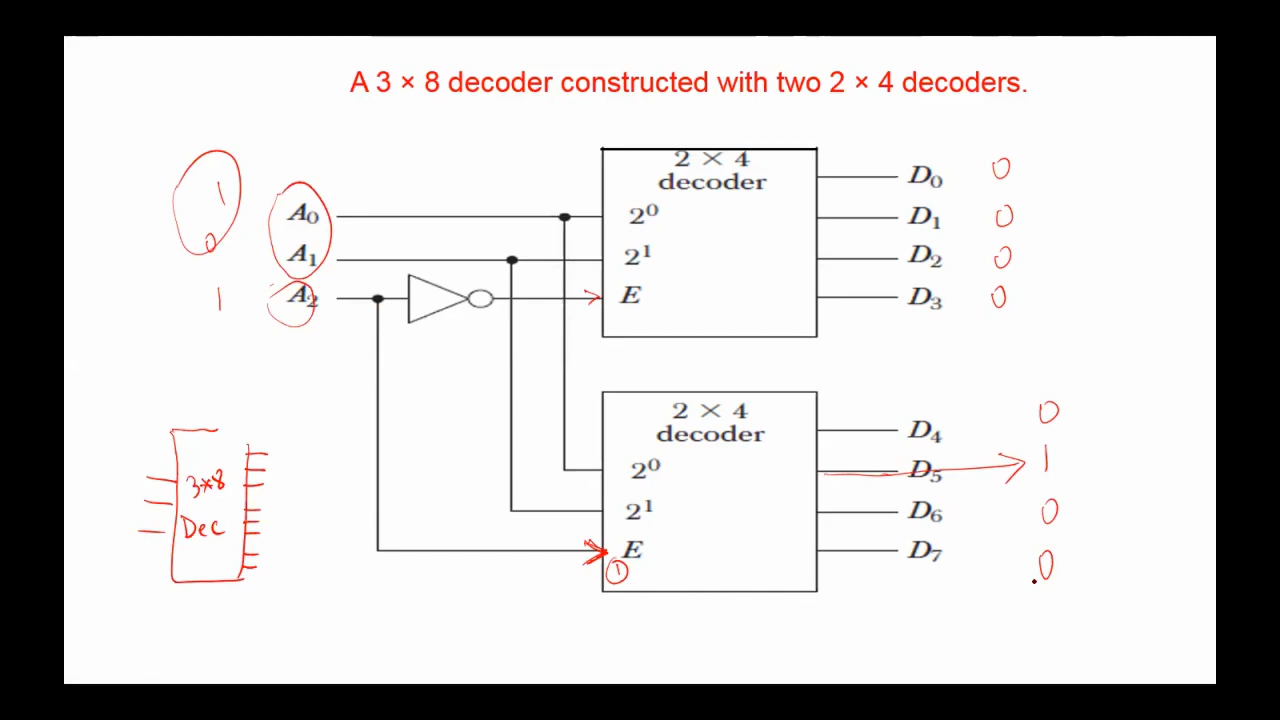 A 3 × 8 decoder constructed with two 2 × 4 decoders.
2 × 4
decoder
D0 0
1
A0 2^0 D1 0
0
A1 2^1 D2 0
1 A2 E D3 0
2 × 4
decoder
D4 0
3x8 2^0 D5 1
Dec 2^1 D6 0
E D7 0
1